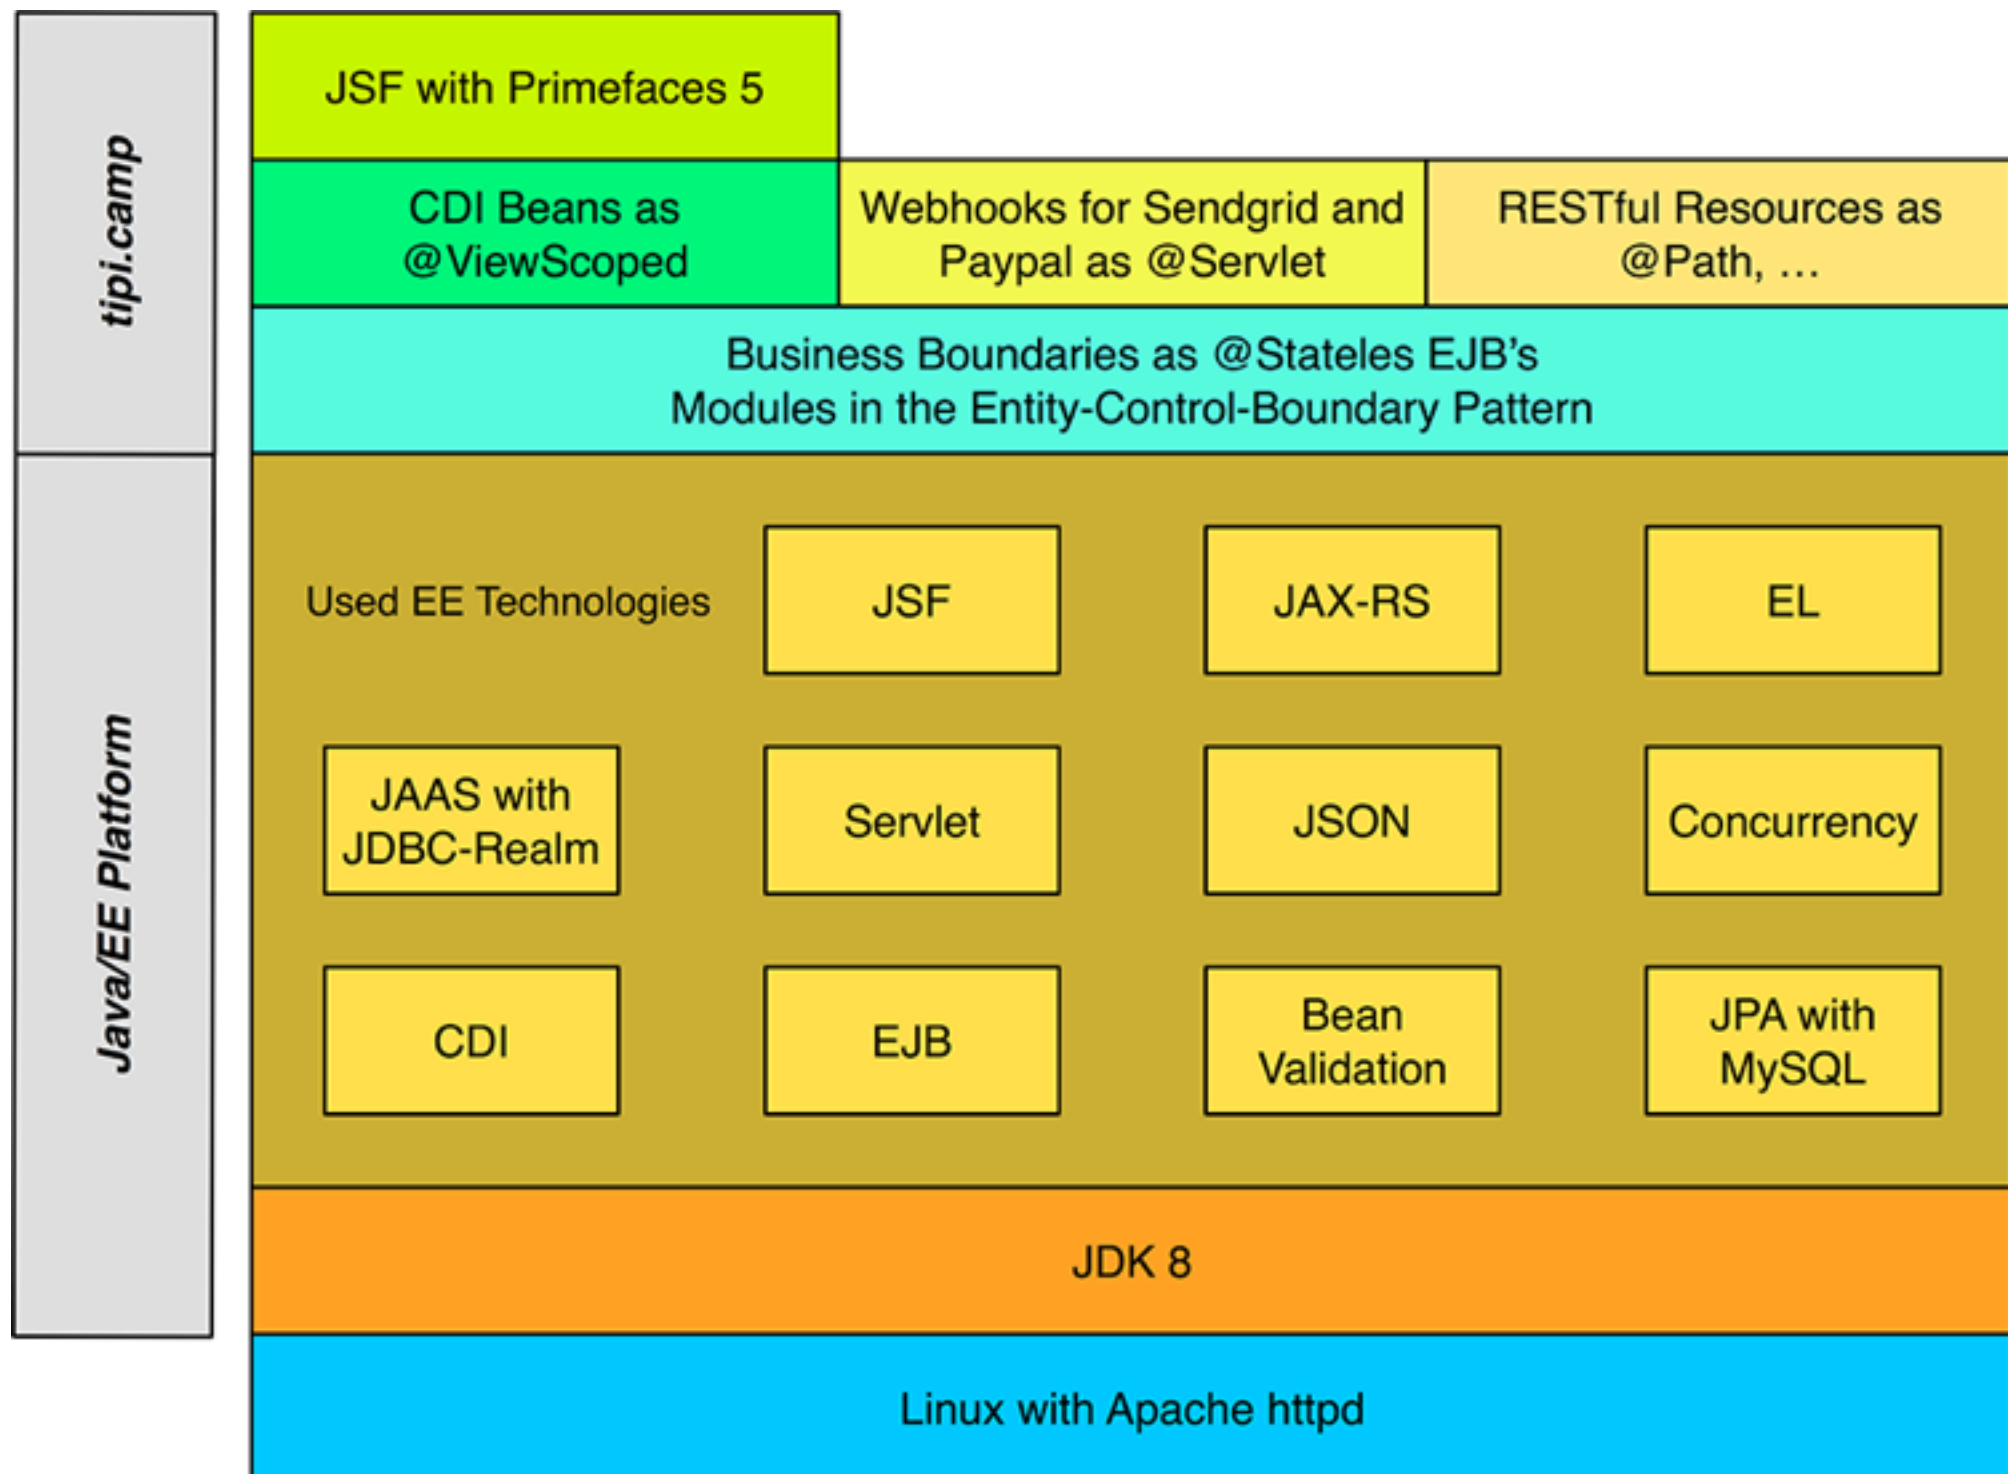 tipi.camp
JSF with Primefaces 5
CDI Beans as
@ViewScoped
Webhooks for Sendgrid and
Paypal as @Servlet
RESTful Resources as
@Path, …
Business Boundaries as @Stateles EJB’s
Modules in the Entity-Control-Boundary Pattern
Java/EE Platform
Used EE Technologies
JSF
JAX-RS
EL
JAAS with
JDBC-Realm
Servlet
JSON
Concurrency
CDI
EJB
Bean
Validation
JPA with
MySQL
JDK 8
Linux with Apache httpd